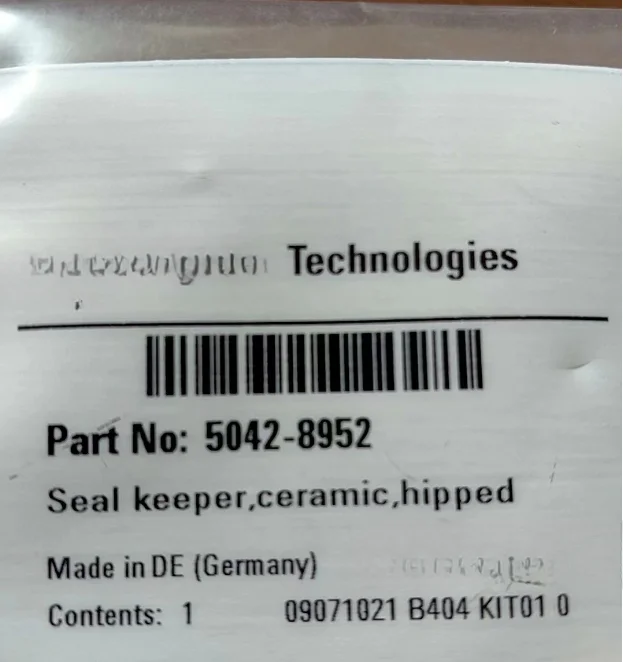 Technologies
Part No: 5042-8952
Seal keeper,ceramic,hipped
Made in DE (Germany)
Contents: 1 09071021 B404 KIT01 0